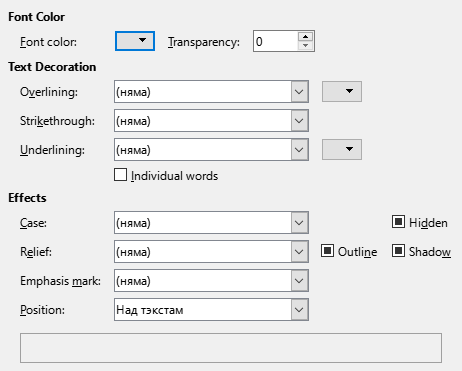 Font Color
Font color: Transparency: 0
Text Decoration
Overlining: (няма)
Strikethrough: (няма)
Underlining: (няма)
Individual words
Effects
Case: (няма) Hidden
Relief: (няма) Outline Shadow
Emphasis mark: (няма)
Position: Над тэкстам